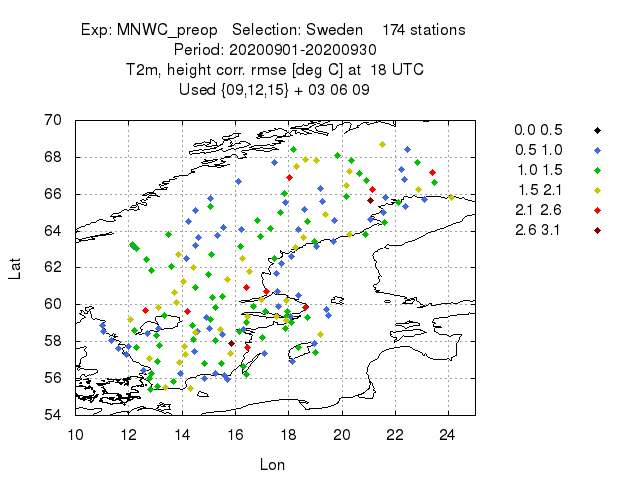 Exp: MNWC_preop Selection: Sweden 174 stations
Period: 20200901-20200930
T2m, height corr. rmse [deg C] at 18 UTC
Used {09,12,15} + 03 06 09
70
68
66
64
62
60
58
56
54
Lat
10 12 14 16 18 20 22 24
Lon
0.0 0.5
0.5 1.0
1.0 1.5
1.5 2.1
2.1 2.6
2.6 3.1